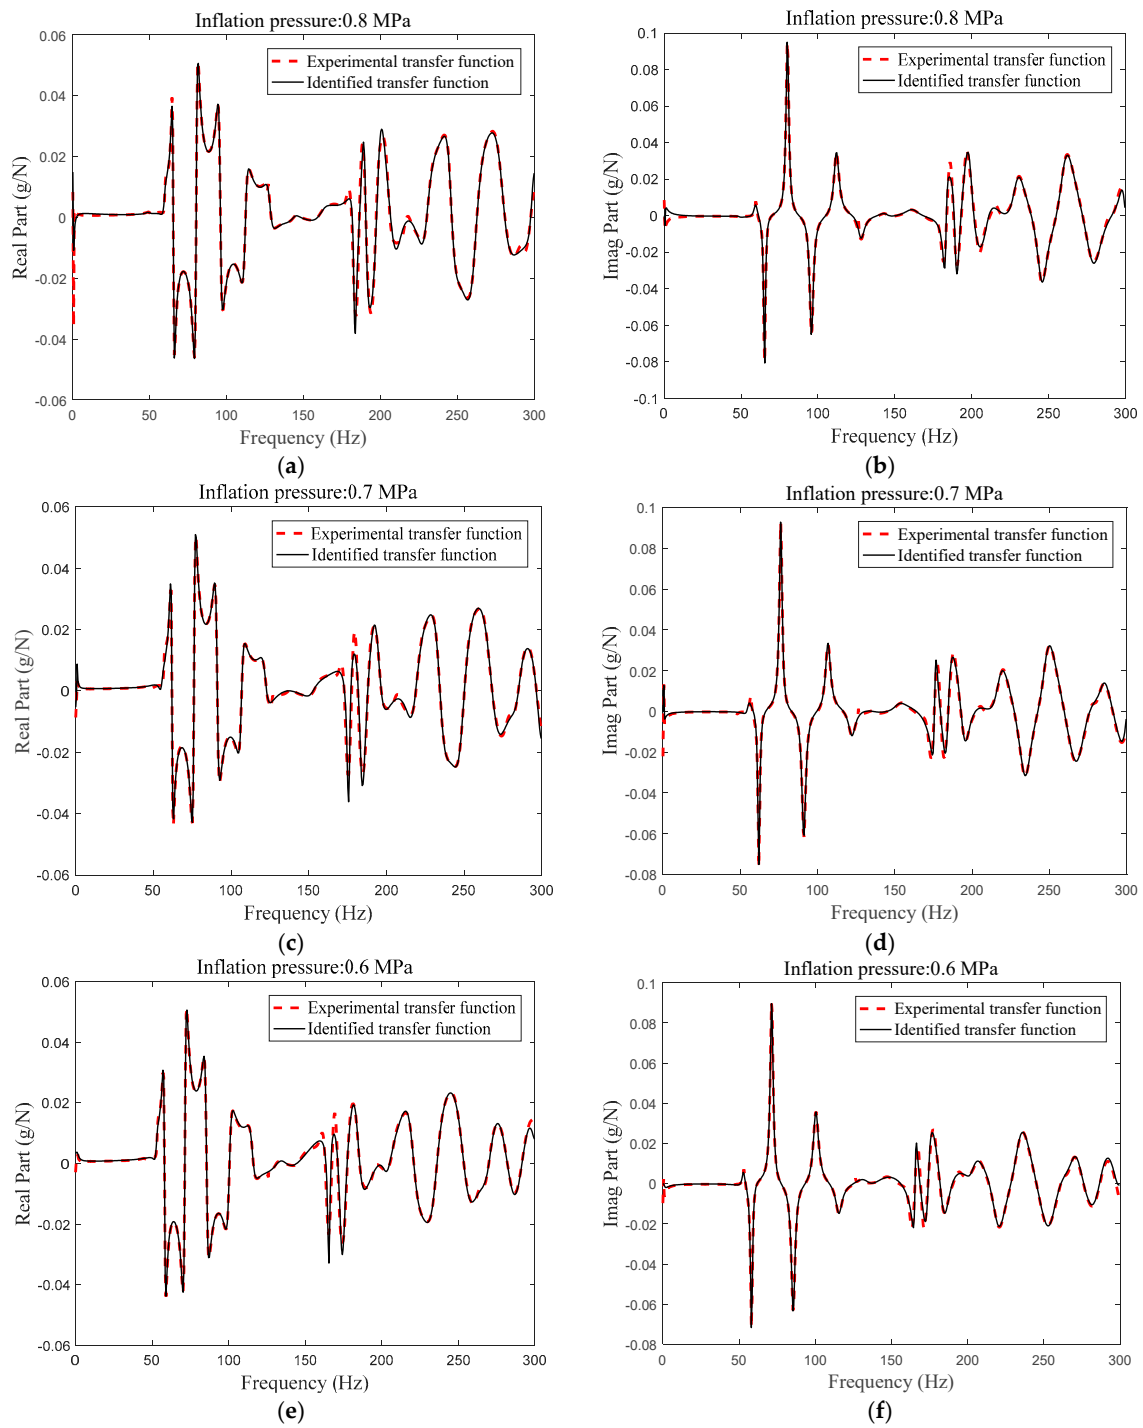 Inflation pressure:0.8 MPa
0.06
0.04
0.02
0
-0.02
-0.04
-0.06
Real Part (g/N)
Experimental transfer function
Identified transfer function
0 50 100 150 200 250 300
Frequency (Hz)
(a)
Inflation pressure:0.8 MPa
0.1
0.08
0.06
0.04
0.02
0
-0.02
-0.04
-0.06
-0.08
-0.1
Imag Part (g/N)
Experimental transfer function
Identified transfer function
0 50 100 150 200 250 300
Frequency (Hz)
(b)
Inflation pressure:0.7 MPa
0.06
0.04
0.02
0
-0.02
-0.04
-0.06
Real Part (g/N)
Experimental transfer function
Identified transfer function
0 50 100 150 200 250 300
Frequency (Hz)
(c)
Inflation pressure:0.7 MPa
0.1
0.08
0.06
0.04
0.02
0
-0.02
-0.04
-0.06
-0.08
Imag Part (g/N)
Experimental transfer function
Identified transfer function
0 50 100 150 200 250 300
Frequency (Hz)
(d)
Inflation pressure:0.6 MPa
0.06
0.04
0.02
0
-0.02
-0.04
-0.06
Real Part (g/N)
Experimental transfer function
Identified transfer function
0 50 100 150 200 250 300
Frequency (Hz)
(e)
Inflation pressure:0.6 MPa
0.1
0.08
0.06
0.04
0.02
0
-0.02
-0.04
-0.06
-0.08
Imag Part (g/N)
Experimental transfer function
Identified transfer function
0 50 100 150 200 250 300
Frequency (Hz)
(f)